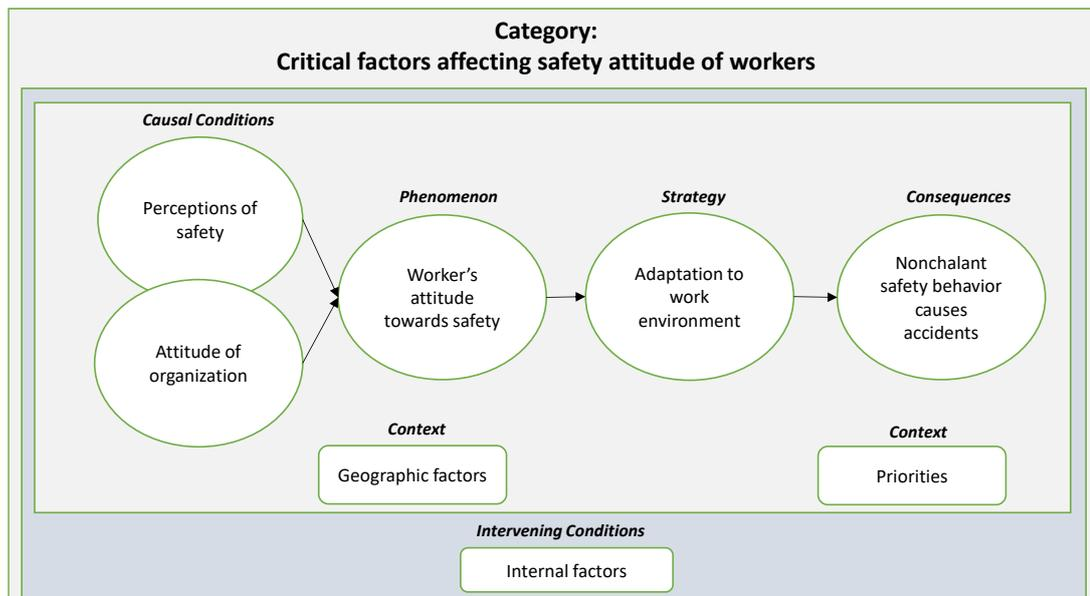 Category:
Critical factors affecting safety attitude of workers
Causal Conditions
Perceptions of
safety
Attitude of
organization
Phenomenon
Worker’s
attitude
towards safety
Strategy
Adaptation to
work
environment
Consequences
Nonchalant
safety behavior
causes
accidents
Context
Geographic factors
Context
Priorities
Intervening Conditions
Internal factors